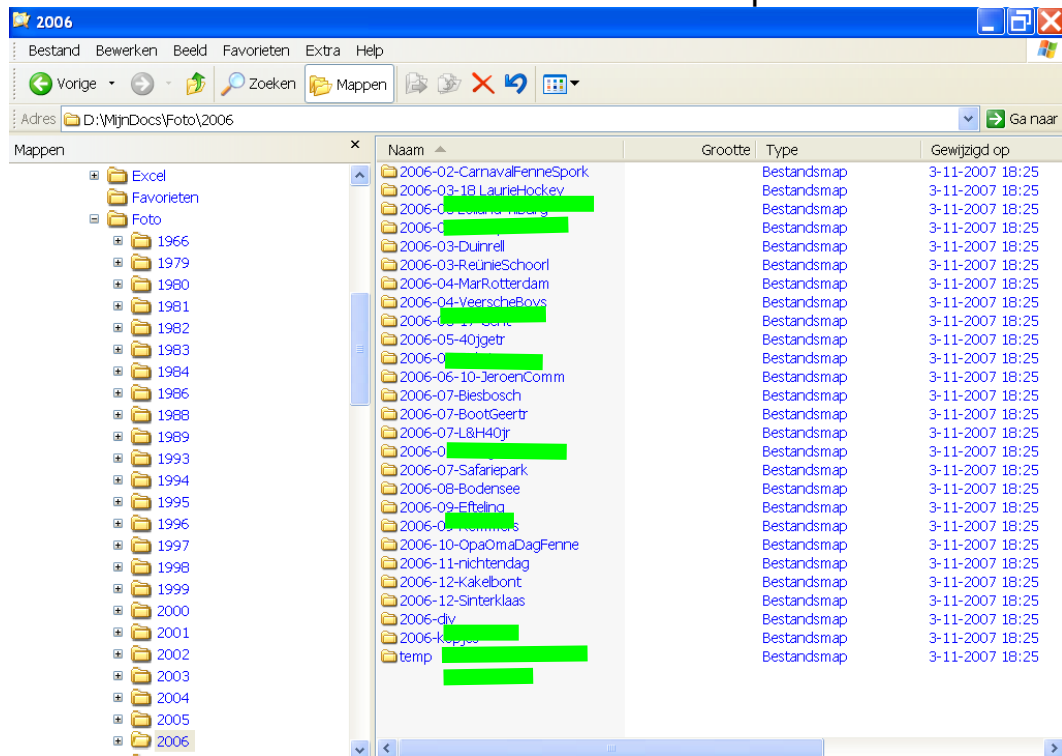 2006
Bestand Bewerken Beeld Favorieten Extra Help
Vorige Zoeken Mappen
Adres D:\MijnDocs\Foto\2006 Ga naar
Mappen
Excel
Favorieten
Foto
1966
1979
1980
1981
1982
1983
1984
1986
1988
1989
1993
1994
1995
1996
1997
1998
1999
2000
2001
2002
2003
2004
2005
2006
Naam Grootte Type Gewijzigd op
2006-02-CarnavalFenneSpork Bestandsmap 3-11-2007 18:25
2006-03-18 LaurieHockey Bestandsmap 3-11-2007 18:25
Bestandsmap 3-11-2007 18:25
Bestandsmap 3-11-2007 18:25
2006-03-Duinrell Bestandsmap 3-11-2007 18:25
2006-03-ReünieSchoorl Bestandsmap 3-11-2007 18:25
2006-04-MarRotterdam Bestandsmap 3-11-2007 18:25
2006-04-VeerscheBoys Bestandsmap 3-11-2007 18:25
Bestandsmap 3-11-2007 18:25
2006-05-40jgetr Bestandsmap 3-11-2007 18:25
Bestandsmap 3-11-2007 18:25
2006-06-10-JeroenComm Bestandsmap 3-11-2007 18:25
2006-07-Biesbosch Bestandsmap 3-11-2007 18:25
2006-07-BootGeertr Bestandsmap 3-11-2007 18:25
2006-07-L&H40jr Bestandsmap 3-11-2007 18:25
Bestandsmap 3-11-2007 18:25
2006-07-Safariepark Bestandsmap 3-11-2007 18:25
2006-08-Bodensee Bestandsmap 3-11-2007 18:25
2006-09-Efteling Bestandsmap 3-11-2007 18:25
Bestandsmap 3-11-2007 18:25
2006-10-OpaOmaDagFenne Bestandsmap 3-11-2007 18:25
2006-11-nichtendag Bestandsmap 3-11-2007 18:25
2006-12-Kakelbont Bestandsmap 3-11-2007 18:25
2006-12-Sinterklaas Bestandsmap 3-11-2007 18:25
2006-div Bestandsmap 3-11-2007 18:25
Bestandsmap 3-11-2007 18:25
temp Bestandsmap 3-11-2007 18:25